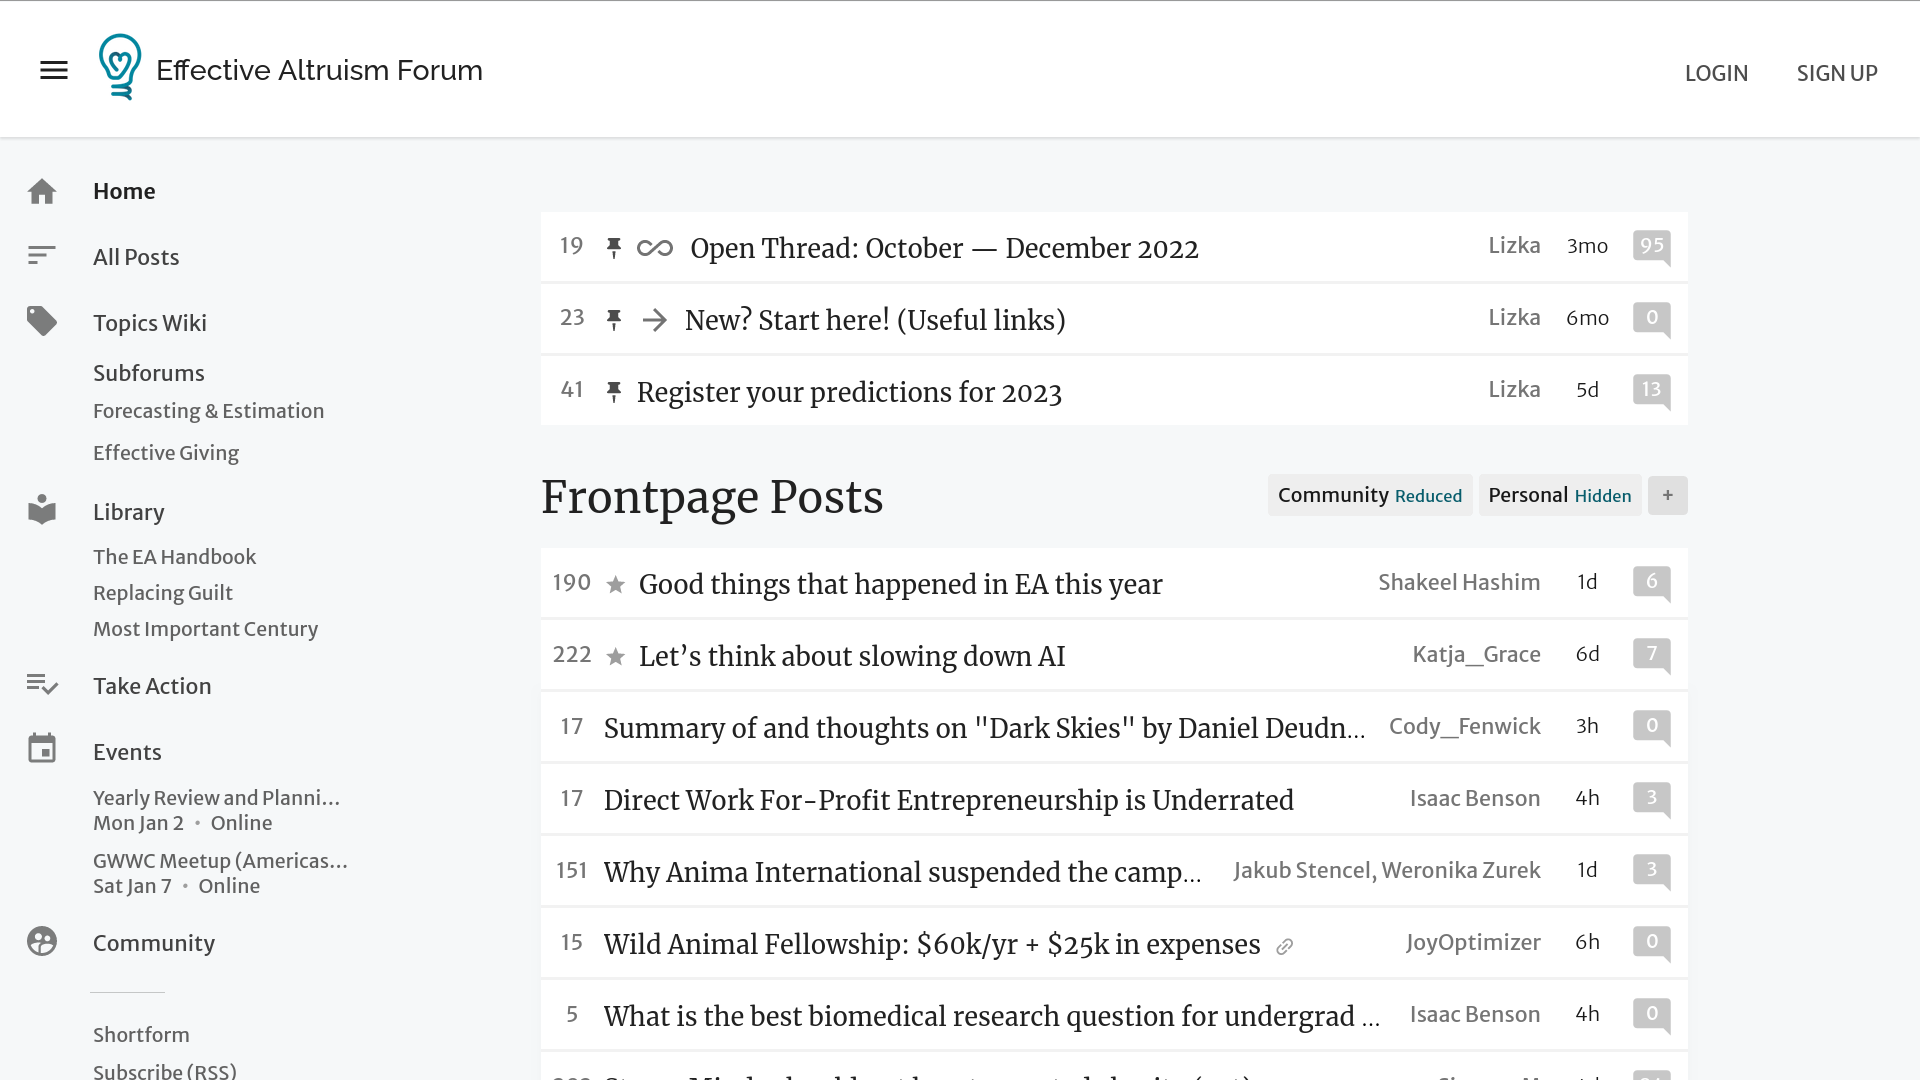 Effective Altruism Forum
LOGIN SIGN UP
Home
All Posts
Topics Wiki
Subforums
Forecasting & Estimation
Effective Giving
Library
The EA Handbook
Replacing Guilt
Most Important Century
Take Action
Events
Yearly Review and Planni...
Mon Jan 2 • Online
GWWC Meetup (Americas...
Sat Jan 7 • Online
Community
Shortform
Subscribe (RSS)
19 Open Thread: October — December 2022 Lizka 3mo 95
23 New? Start here! (Useful links) Lizka 6mo 0
41 Register your predictions for 2023 Lizka 5d 13
Frontpage Posts Community Reduced Personal Hidden +
190 Good things that happened in EA this year Shakeel Hashim 1d 6
222 Let’s think about slowing down AI Katja_Grace 6d 7
17 Summary of and thoughts on "Dark Skies" by Daniel Deudn... Cody_Fenwick 3h 0
17 Direct Work For-Profit Entrepreneurship is Underrated Isaac Benson 4h 3
151 Why Anima International suspended the camp... Jakub Stencel, Weronika Zurek 1d 3
15 Wild Animal Fellowship: $60k/yr + $25k in expenses JoyOptimizer 6h 0
5 What is the best biomedical research question for undergrad ... Isaac Benson 4h 0